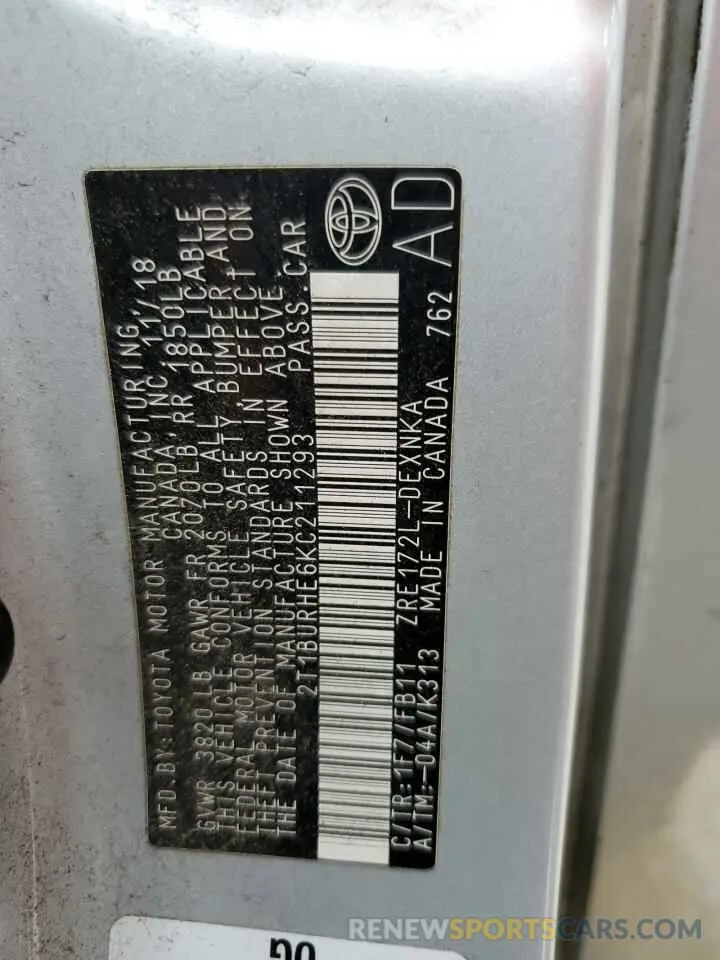 MFD.BY:TOYOTA MOTOR MANUFACTURING,
CANADA, INC 11/18
GVWR 3820LB GAWR FR 2070LB RR 1850LB
THIS VEHICLE CONFORMS TO ALL APPLICABLE
FEDERAL MOTOR VEHICLE SAFETY, BUMPER, AND
THEFT PREVENTION STANDARDS IN EFFECT ON
THE DATE OF MANUFACTURE SHOWN ABOVE.
2T1BURHE6KC211293 PASS.CAR
C/TR:1F7/FB11 ZRE172L-DEXNKA
A/TM:-04A/K313 MADE IN CANADA 762
AD
RENEWSPORTSCARS.COM